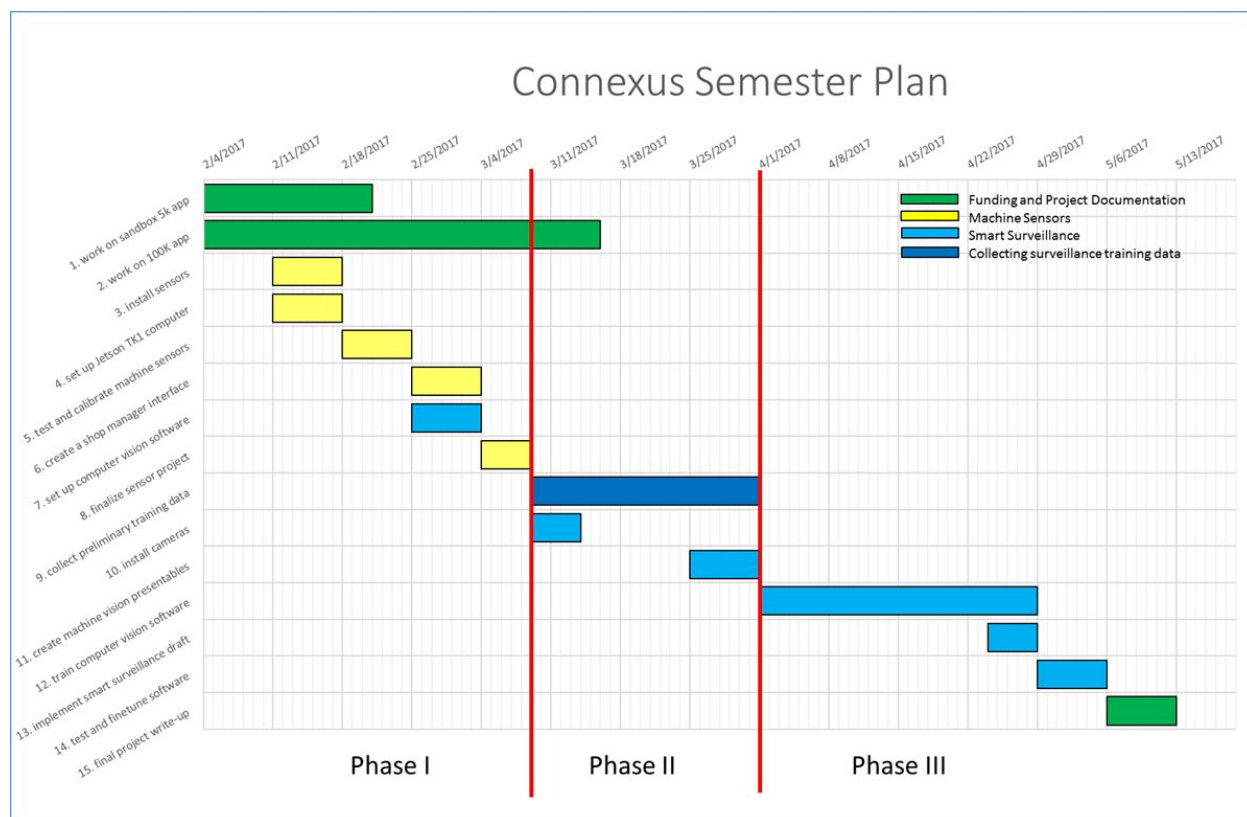 Connexus Semester Plan
2/4/2017
2/11/2017
2/18/2017
2/25/2017
3/4/2017
3/11/2017
3/18/2017
3/25/2017
4/1/2017
4/8/2017
4/15/2017
4/22/2017
4/29/2017
5/6/2017
5/13/2017
Funding and Project Documentation
Machine Sensors
Smart Surveillance
Collecting surveillance training data
1. work on sandbox 5k app
2. work on 100K app
3. install sensors
4. set up Jetson TK1 computer
5. test and calibrate machine sensors
6. create a shop manager interface
7. set up computer vision software
8. finalize sensor project
9. collect preliminary training data
10. install cameras
11. create machine vision presentables
12. train computer vision software
13. implement smart surveillance draft
14. test and finetune software
15. final project write-up
Phase I
Phase II
Phase III